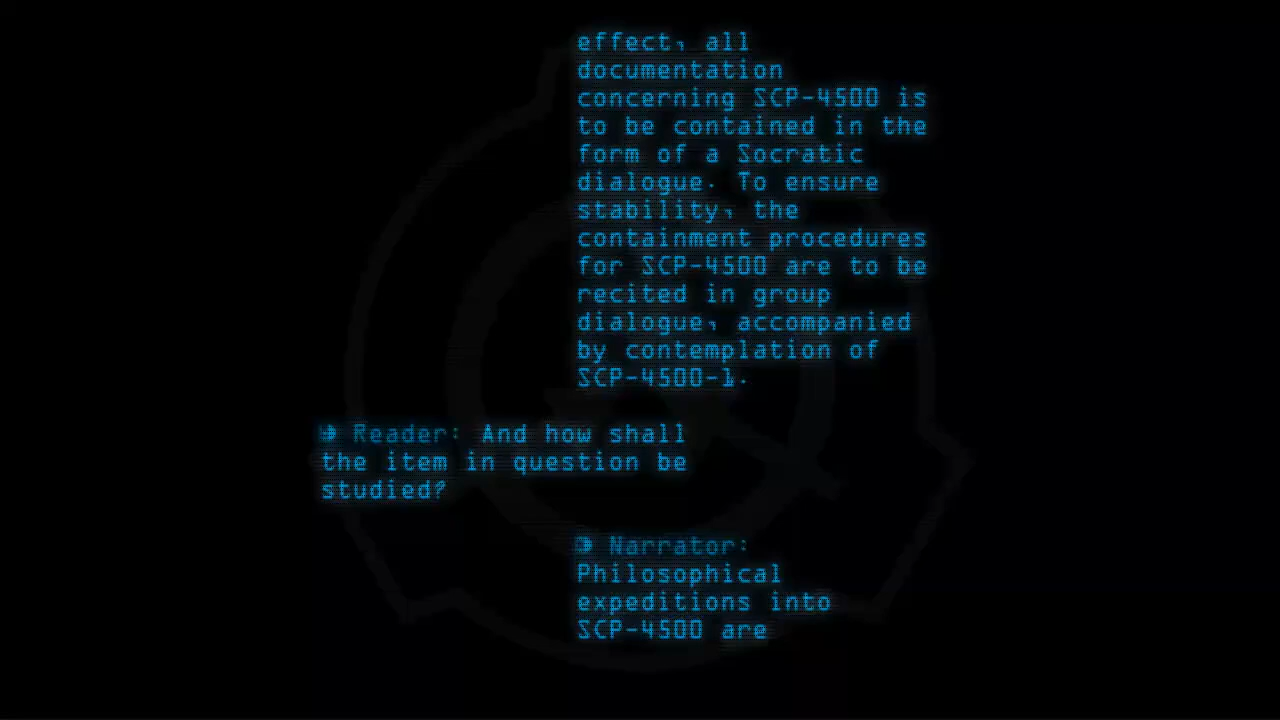 effect, all
documentation
concerning SCP-4500 is
to be contained in the
form of a Socratic
dialogue. To ensure
stability, the
containment procedures
for SCP-4500 are to be
recited in group
dialogue, accompanied
by contemplation of
SCP-4500-1.
Reader: And how shall
the item in question be
studied?
Narrator:
Philosophical
expeditions into
SCP-4500 are